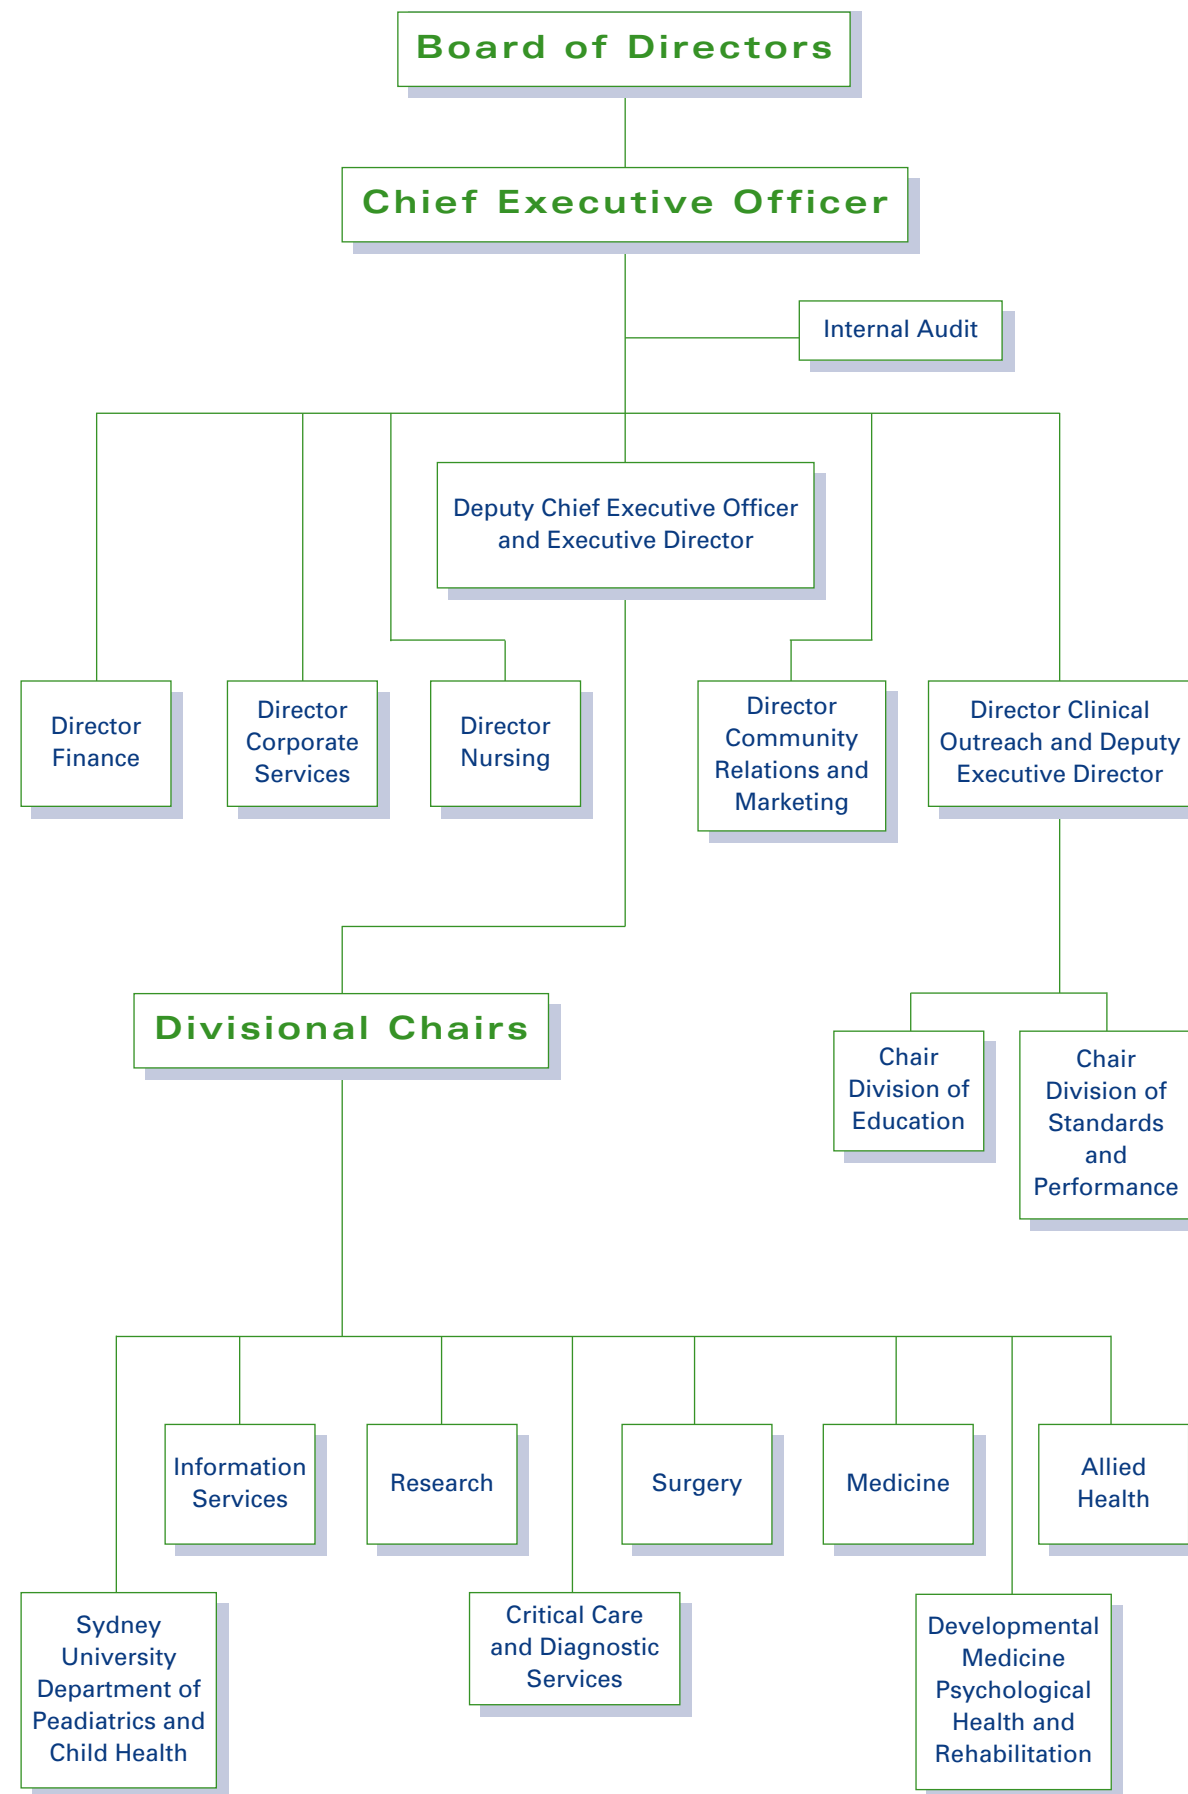 Board of Directors
Chief Executive Officer
Internal Audit
Deputy Chief Executive Officer
and Executive Director
Director
Finance
Director
Corporate
Services
Director
Nursing
Director
Community
Relations and
Marketing
Director Clinical
Outreach and Deputy
Executive Director
Divisional Chairs
Chair
Division of
Education
Chair
Division of
Standards
and
Performance
Information
Services
Research
Surgery
Medicine
Allied
Health
Sydney
University
Department of
Peadiatrics and
Child Health
Critical Care
and Diagnostic
Services
Developmental
Medicine
Psychological
Health and
Rehabilitation